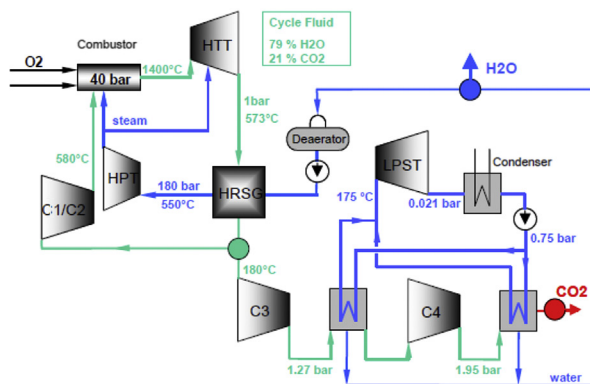 Cycle Fluid
79 % H2O
21 % CO2
Combustor
HTT
O2
40 bar
1400°C
H2O
1bar
573°C
steam
Deaerator
580°C
HPT
LPST
Condenser
180 bar
550°C
HRSG
175 °C
0.021 bar
C1/C2
0.75 bar
180°C
C3
C4
CO2
1.27 bar
1.95 bar
water